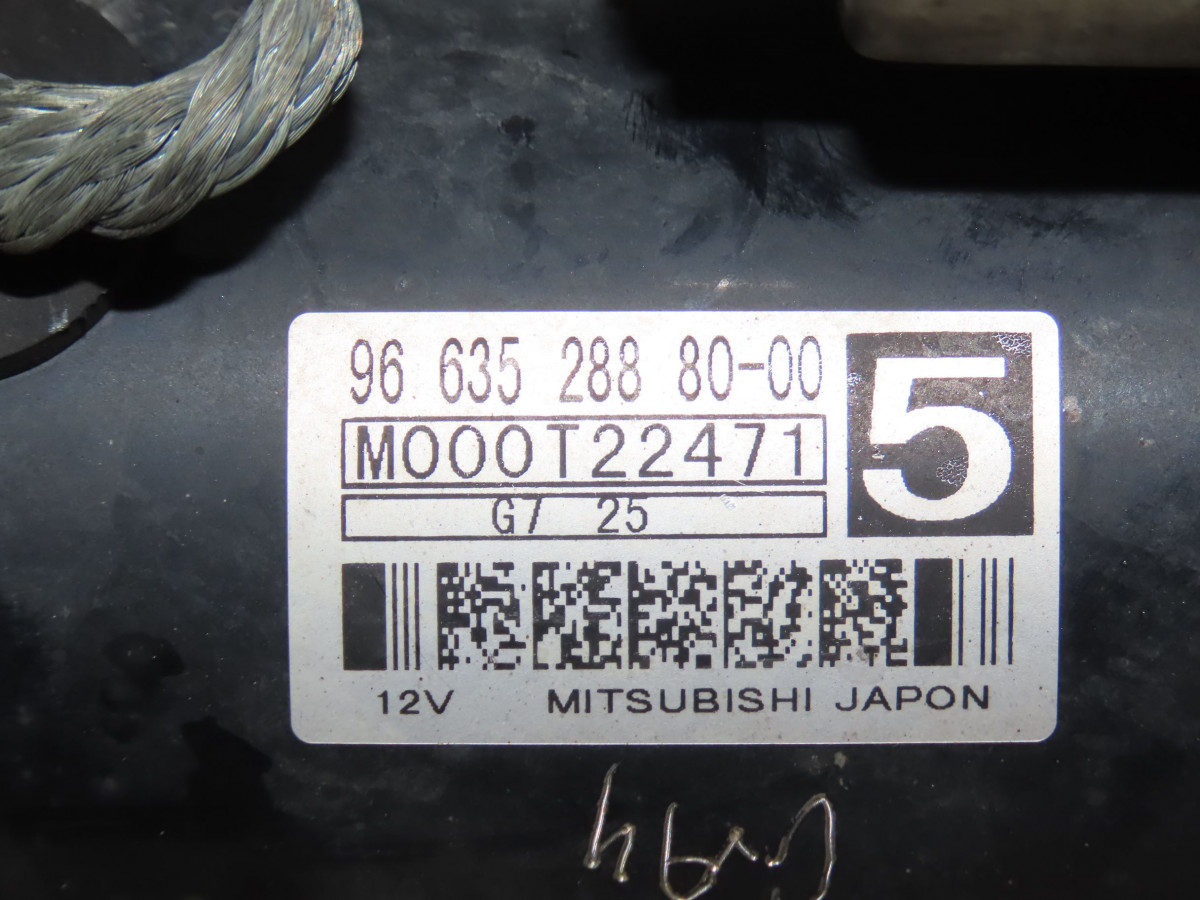 96 635 288 80-00
5
M000T22471
G7 25
12V MITSUBISHI JAPON